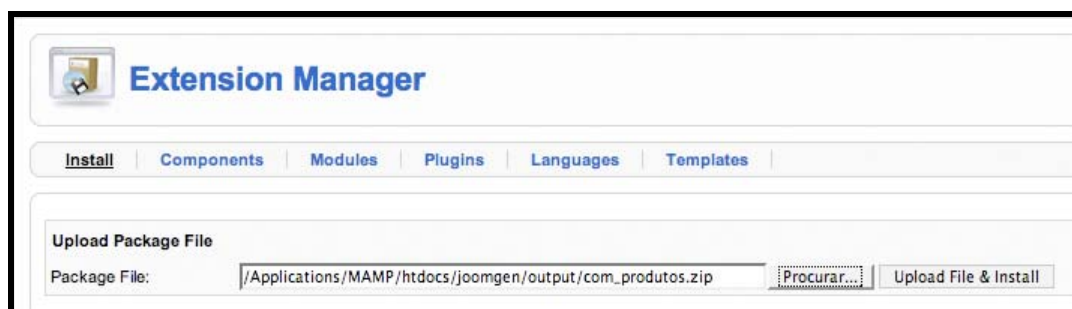 Extension Manager
Install Components Modules Plugins Languages Templates
Upload Package File
Package File: /Applications/MAMP/htdocs/joomgen/output/com_produtos.zip Procurar... Upload File & Install